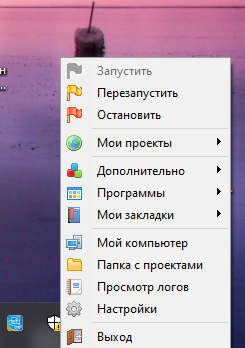 Запустить
Перезапустить
Остановить
Мои проекты
Дополнительно
Программы
Мои закладки
Мой компьютер
Папка с проектами
Просмотр логов
Настройки
Выход